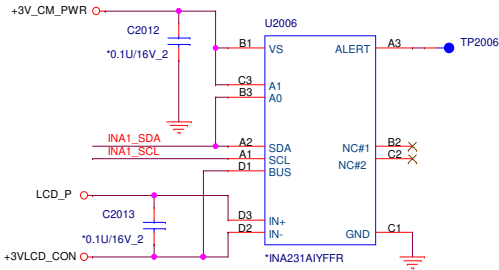 +3V_CM_PWR
C2012
*0.1U/16V_2
U2006
B1 VS
ALERT A3
TP2006
C3 A1
B3 A0
INA1_SDA
A2 SDA
NC#1 B2
INA1_SCL
A1 SCL
NC#2 C2
D1 BUS
LCD_P
C2013
*0.1U/16V_2
D3 IN+
D2 IN-
GND C1
+3VLCD_CON
*INA231AIYFFR